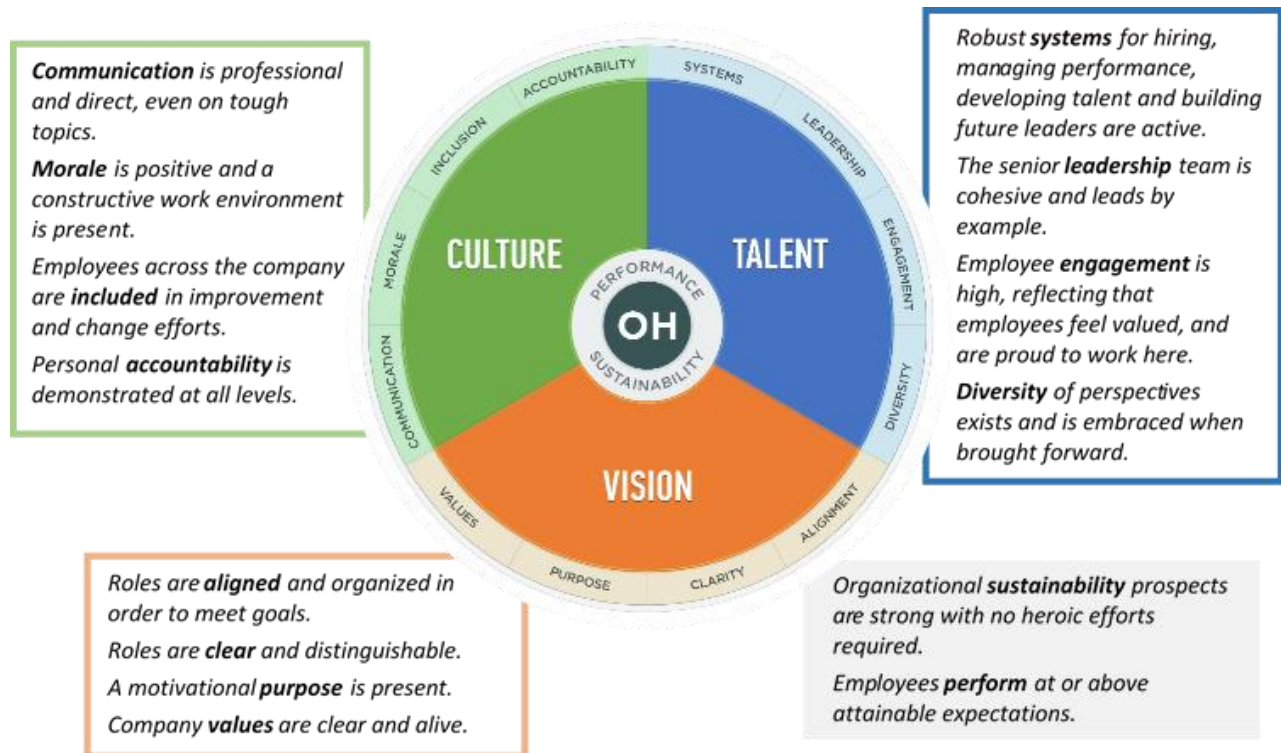 Communication is professional
and direct, even on tough
topics.
Morale is positive and a
constructive work environment
is present.
Employees across the company
are included in improvement
and change efforts.
Personal accountability is
demonstrated at all levels.
ACCOUNTABILITY
INCLUSION
MORALE
COMMUNICATION
SYSTEMS
LEADERSHIP
ENGAGEMENT
DIVERSITY
CULTURE
TALENT
PERFORMANCE
OH
SUSTAINABILITY
VISION
VALUES
PURPOSE
CLARITY
ALIGNMENT
Robust systems for hiring,
managing performance,
developing talent and building
future leaders are active.
The senior leadership team is
cohesive and leads by
example.
Employee engagement is
high, reflecting that
employees feel valued, and
are proud to work here.
Diversity of perspectives
exists and is embraced when
brought forward.
Roles are aligned and organized in
order to meet goals.
Roles are clear and distinguishable.
A motivational purpose is present.
Company values are clear and alive.
Organizational sustainability prospects
are strong with no heroic efforts
required.
Employees perform at or above
attainable expectations.